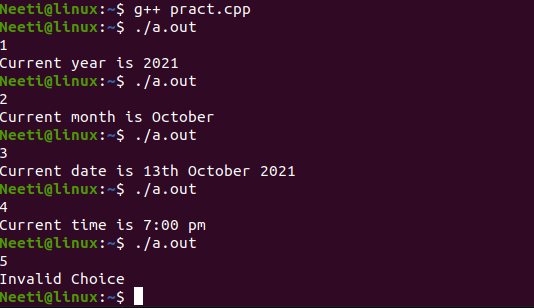 Neeti@linux:~$ g++ pract.cpp
Neeti@linux:~$ ./a.out
1
Current year is 2021
Neeti@linux:~$ ./a.out
2
Current month is October
Neeti@linux:~$ ./a.out
3
Current date is 13th October 2021
Neeti@linux:~$ ./a.out
4
Current time is 7:00 pm
Neeti@linux:~$ ./a.out
5
Invalid Choice
Neeti@linux:~$